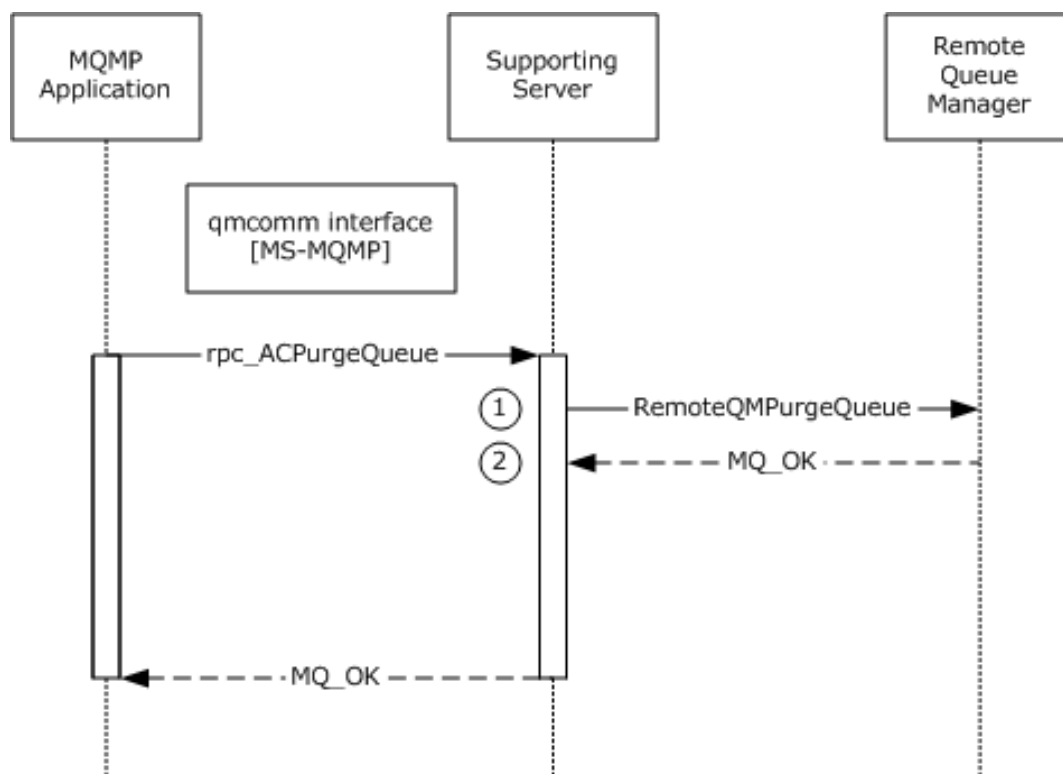 MQMP
Application
Supporting
Server
Remote
Queue
Manager
qmcomm interface
[MS-MQMP]
rpc_ACPurgeQueue
1
RemoteQMPurgeQueue
2
MQ_OK
MQ_OK